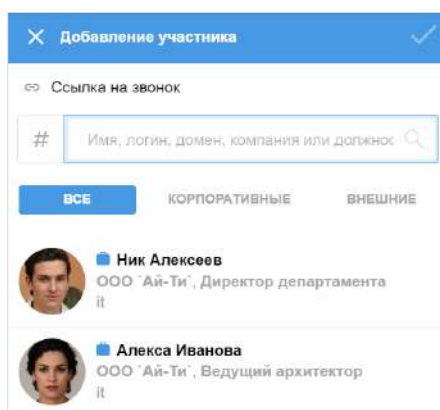 Добавление участника
Ссылка на звонок
# Имя, логин, домен, компания или должнос
ВСЕ КОРПОРАТИВНЫЕ ВНЕШНИЕ
Ник Алексеев
ООО `Ай-Ти`, Директор департамента
it
Алекса Иванова
ООО `Ай-Ти`, Ведущий архитектор
it